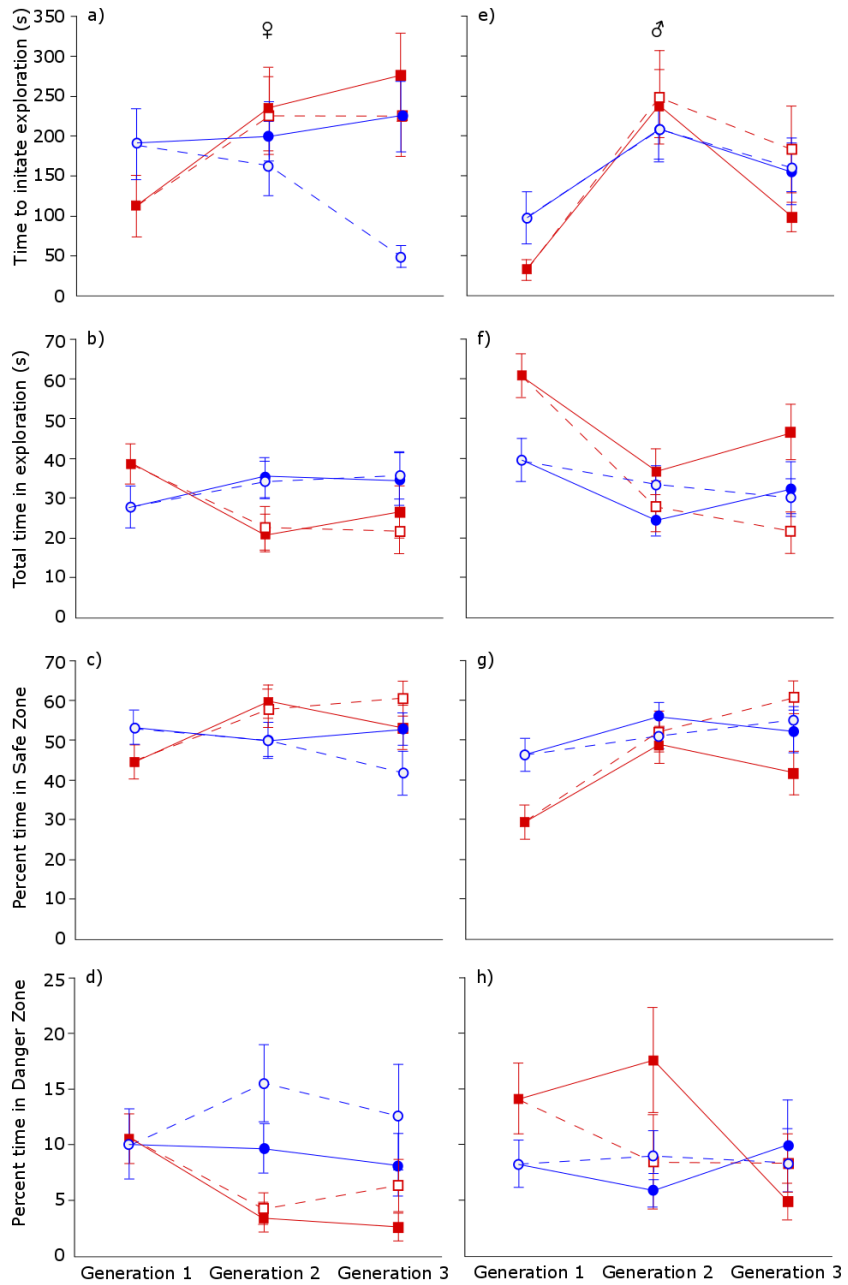 a)
♀
e)
♂
Time to initate exploration (s)
350
300
250
200
150
100
50
0
b)
f)
Total time in exploration (s)
70
60
50
40
30
20
10
0
c)
g)
Percent time in Safe Zone
70
60
50
40
30
20
10
0
d)
h)
Percent time in Danger Zone
25
20
15
10
5
0
Generation 1 Generation 2 Generation 3 Generation 1 Generation 2 Generation 3